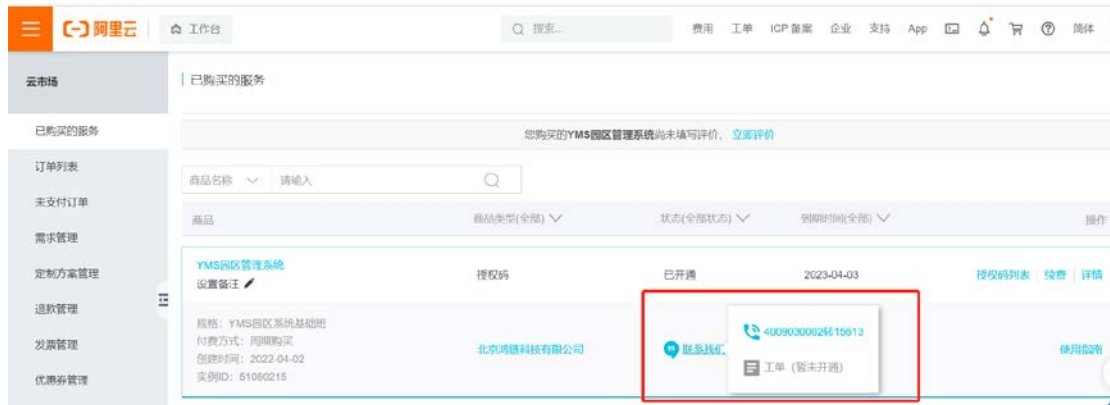 阿里云
工作台
搜索...
费用 工单 ICP 备案 企业 支持 App 简体
云市场
已购买的服务
已购买的服务
订单列表
未支付订单
需求管理
定制方案管理
退款管理
发票管理
优惠券管理
您购买的YMS园区管理系统尚未填写评价, 立即评价
商品名称 请输入
商品 商品类型(全部) 状态(全部状态) 到期时间(全部) 操作
YMS园区管理系统
设置备注
授权码 已开通 2023-04-03 授权码列表 续费 详情
规格: YMS园区系统基础班
付费方式: 周期购买
创建时间: 2022-04-02
实例ID: 51060215
北京鸿链科技有限公司
联系我们
4009030002转15613
工单 (暂未开通)
使用指南